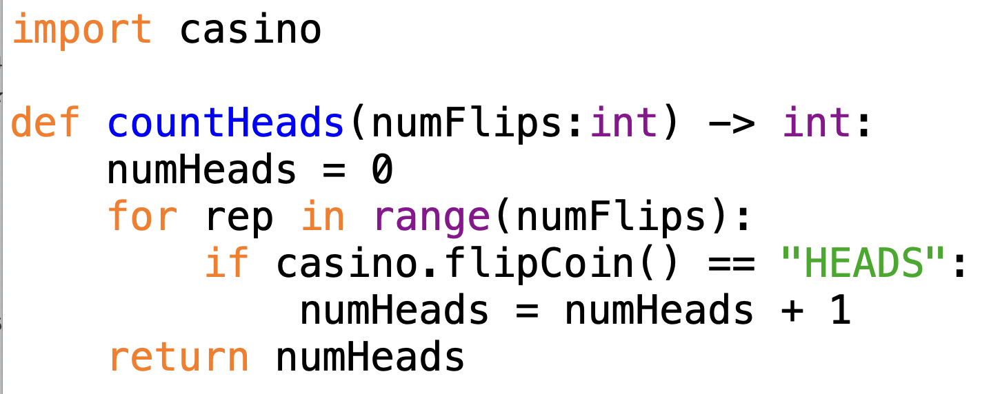 import casino

def countHeads(numFlips:int) -> int:
    numHeads = 0
    for rep in range(numFlips):
        if casino.flipCoin() == "HEADS":
            numHeads = numHeads + 1
    return numHeads